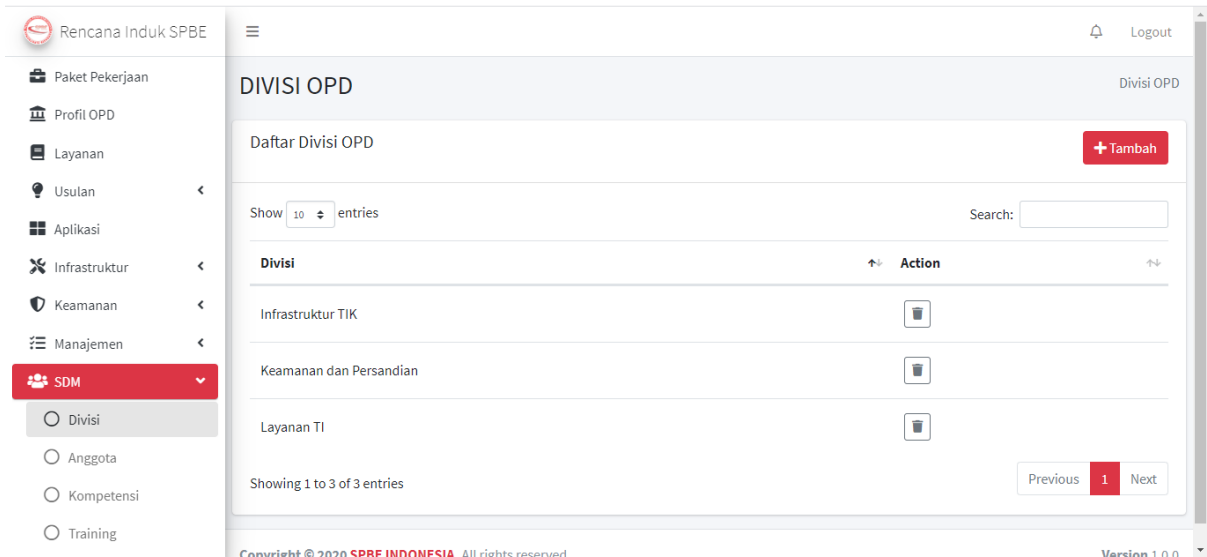 Rencana Induk SPBE
Logout
Paket Pekerjaan
Profil OPD
Layanan
Usulan
Aplikasi
Infrastruktur
Keamanan
Manajemen
SDM
Divisi
Anggota
Kompetensi
Training
DIVISI OPD
Divisi OPD
Daftar Divisi OPD
Tambah
Show 10 entries
Search:
Divisi Action
Infrastruktur TIK
Keamanan dan Persandian
Layanan TI
Showing 1 to 3 of 3 entries
Previous 1 Next
Copyright © 2020 SPBE INDONESIA. All rights reserved.
Version 1.0.0